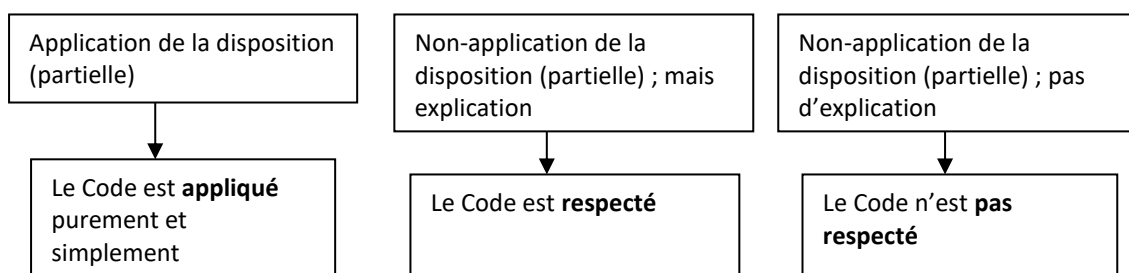 Application de la disposition
(partielle)
Non-application de la
disposition (partielle) ; mais
explication
Non-application de la
disposition (partielle) ; pas
d’explication
Le Code est appliqué
purement et
simplement
Le Code est respecté
Le Code n’est pas
respecté